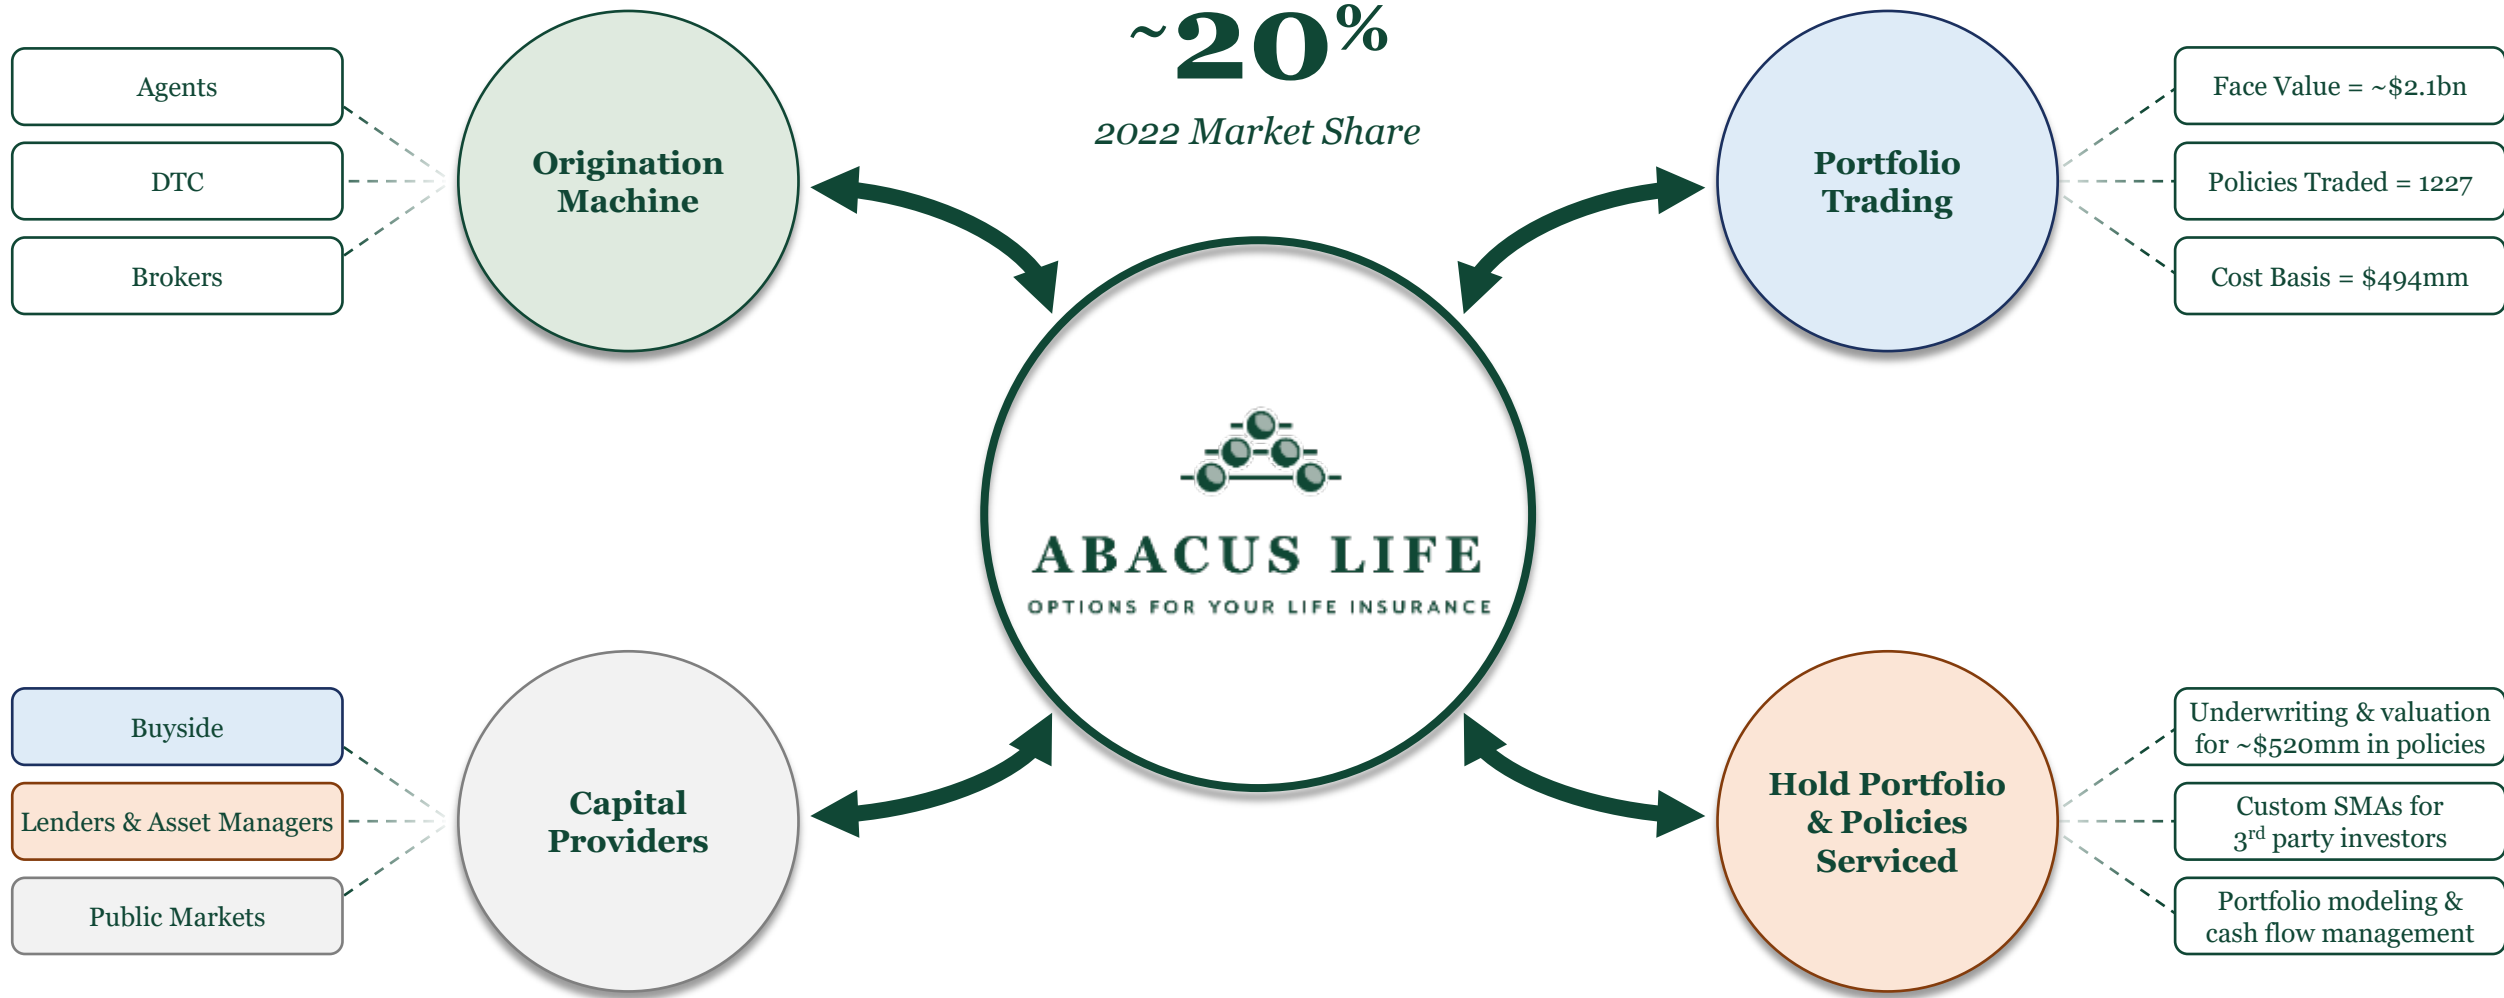 ~20%
2022 Market Share
Agents
DTC
Brokers
Origination
Machine
Portfolio
Trading
Face Value = ~$2.1bn
Policies Traded = 1227
Cost Basis = $494mm
ABACUS LIFE
OPTIONS FOR YOUR LIFE INSURANCE
Buyside
Lenders & Asset Managers
Public Markets
Capital
Providers
Hold Portfolio
& Policies
Serviced
Underwriting & valuation
for ~$520mm in policies
Custom SMAs for
3rd party investors
Portfolio modeling &
cash flow management